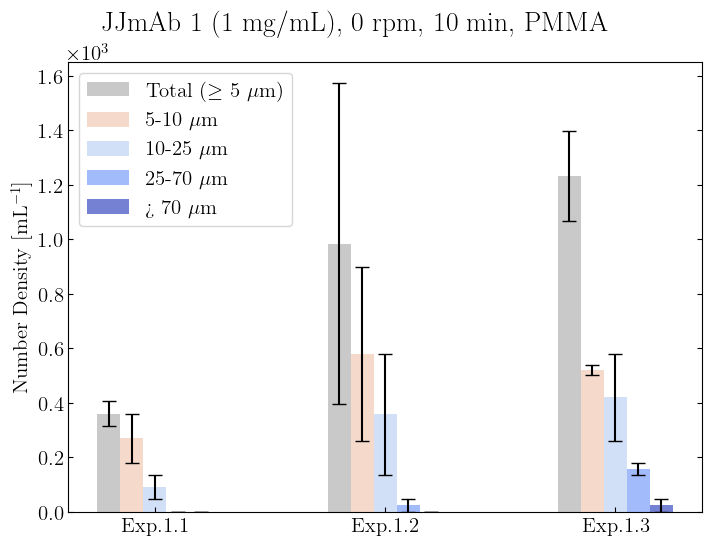 JJmAb 1 (1 mg/mL), 0 rpm, 10 min, PMMA
×10³
1.6
1.4
1.2
1.0
0.8
0.6
0.4
0.2
0.0
Number Density [mL⁻¹]
Total (≥ 5 μm)
5-10 μm
10-25 μm
25-70 μm
¿ 70 μm
Exp.1.1 Exp.1.2 Exp.1.3